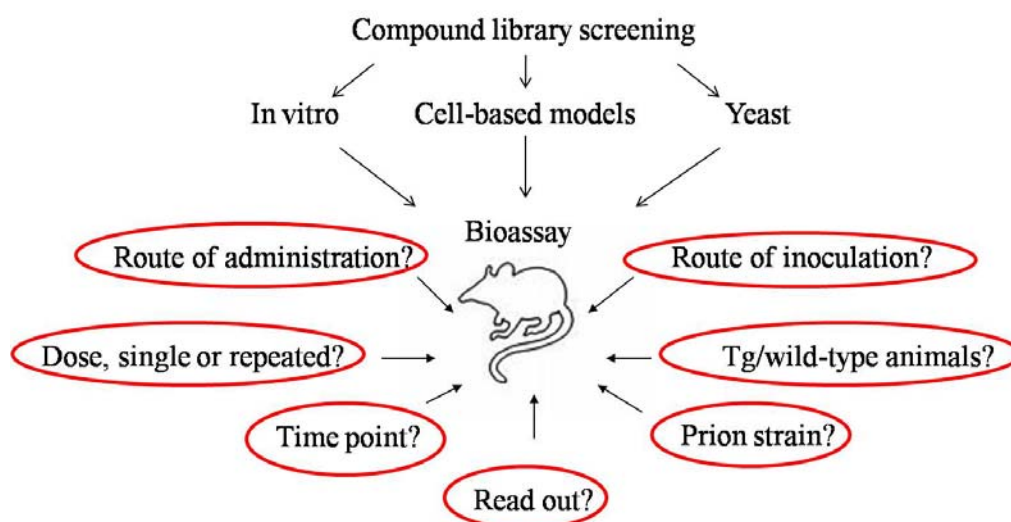 Compound library screening
In vitro
Cell-based models
Yeast
Bioassay
Route of administration?
Route of inoculation?
Dose, single or repeated?
Tg/wild-type animals?
Time point?
Prion strain?
Read out?